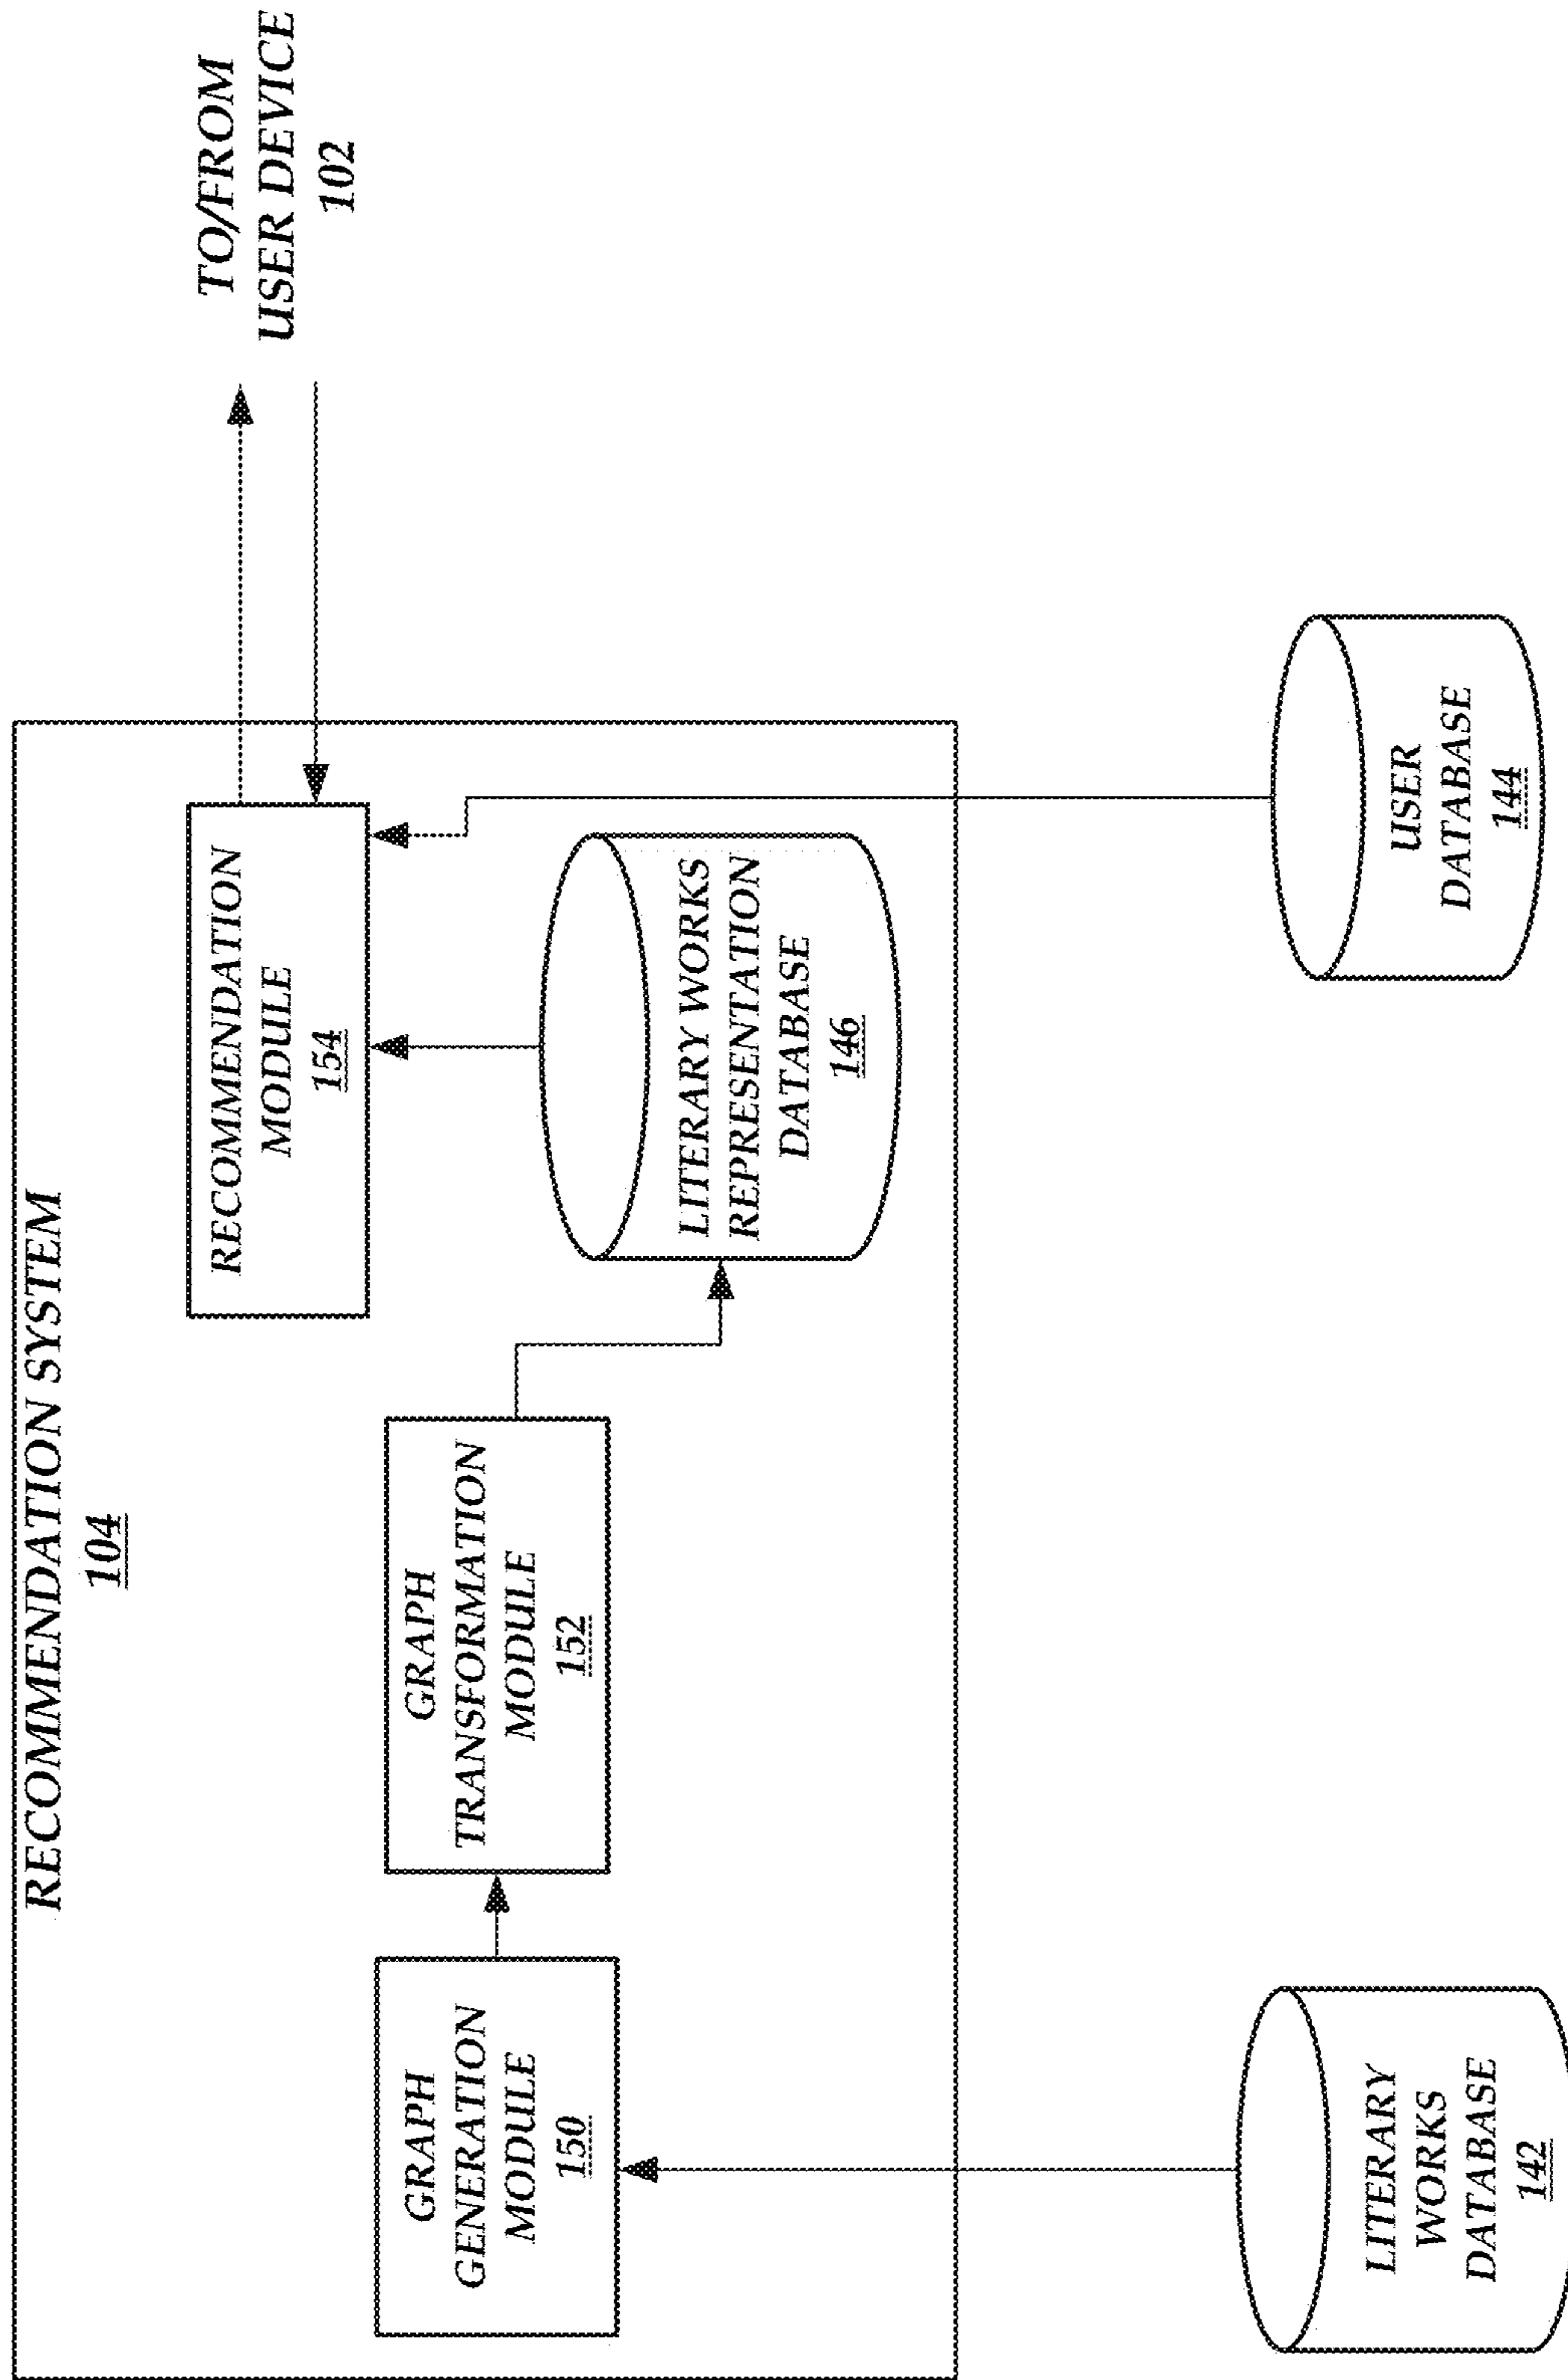 RECOMMENDATION SYSTEM
104
GRAPH
GENERATION
MODULE
150
GRAPH
TRANSFORMATION
MODULE
152
RECOMMENDATION
MODULE
154
LITERARY WORKS
REPRESENTATION
DATABASE
146
TO/FROM
USER DEVICE
102
LITERARY
WORKS
DATABASE
142
USER
DATABASE
144